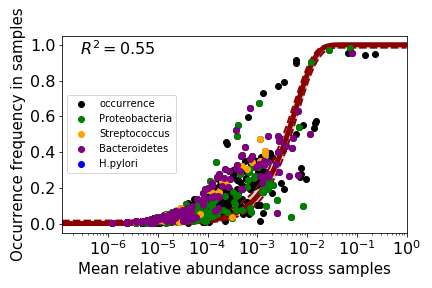 R² = 0.55
1.0
0.8
0.6
0.4
0.2
0.0
Occurrence frequency in samples
occurrence
Proteobacteria
Streptococcus
Bacteroidetes
H.pylori
10⁻⁶ 10⁻⁵ 10⁻⁴ 10⁻³ 10⁻² 10⁻¹ 10⁰
Mean relative abundance across samples